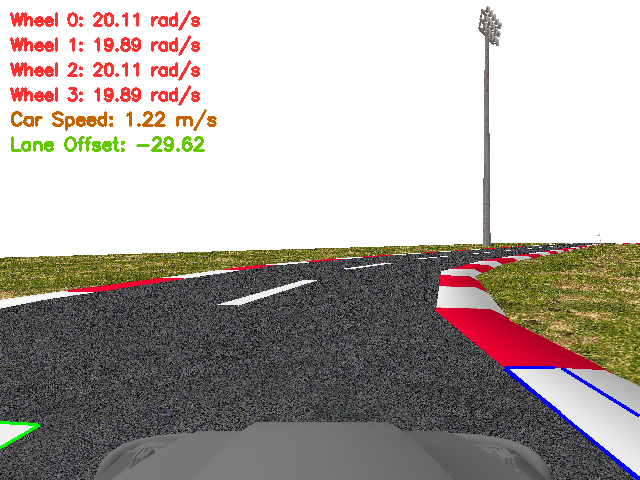 Wheel 0: 20.11 rad/s
Wheel 1: 19.89 rad/s
Wheel 2: 20.11 rad/s
Wheel 3: 19.89 rad/s
Car Speed: 1.22 m/s
Lane Offset: -29.62